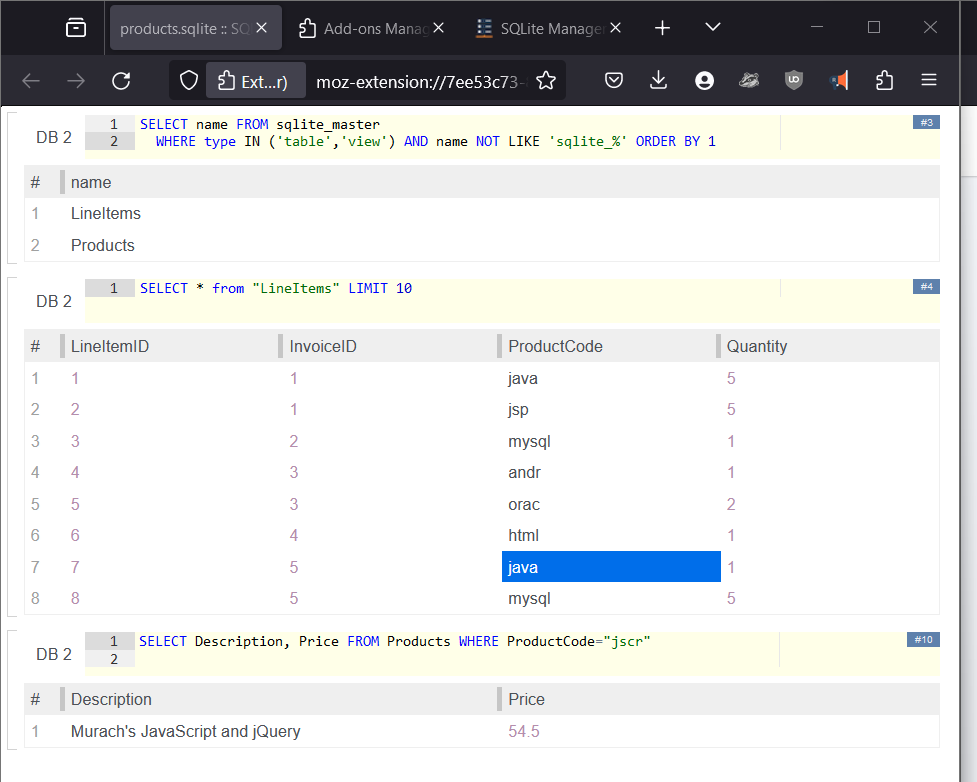 products.sqlite :: SQ
Add-ons Manag
SQLite Manager
Ext...r)
moz-extension://7ee53c73-
DB 2
1 SELECT name FROM sqlite_master
2 WHERE type IN ('table','view') AND name NOT LIKE 'sqlite_%' ORDER BY 1
#3
# name
1 LineItems
2 Products
DB 2
1 SELECT * from "LineItems" LIMIT 10
#4
# LineItemID InvoiceID ProductCode Quantity
1 1 1 java 5
2 2 1 jsp 5
3 3 2 mysql 1
4 4 3 andr 1
5 5 3 orac 2
6 6 4 html 1
7 7 5 java 1
8 8 5 mysql 5
DB 2
1 SELECT Description, Price FROM Products WHERE ProductCode="jscr"
2
#10
# Description Price
1 Murach's JavaScript and jQuery 54.5